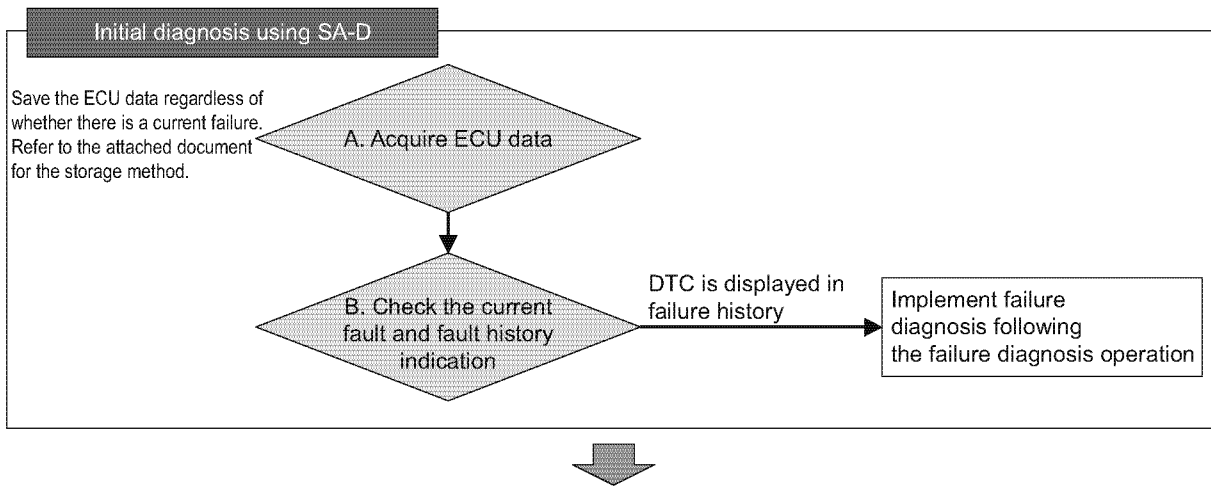 Initial diagnosis using SA-D
Save the ECU data regardless of
whether there is a current failure.
Refer to the attached document
for the storage method.
A. Acquire ECU data
B. Check the current
fault and fault history
indication
DTC is displayed in
failure history
Implement failure
diagnosis following
the failure diagnosis operation